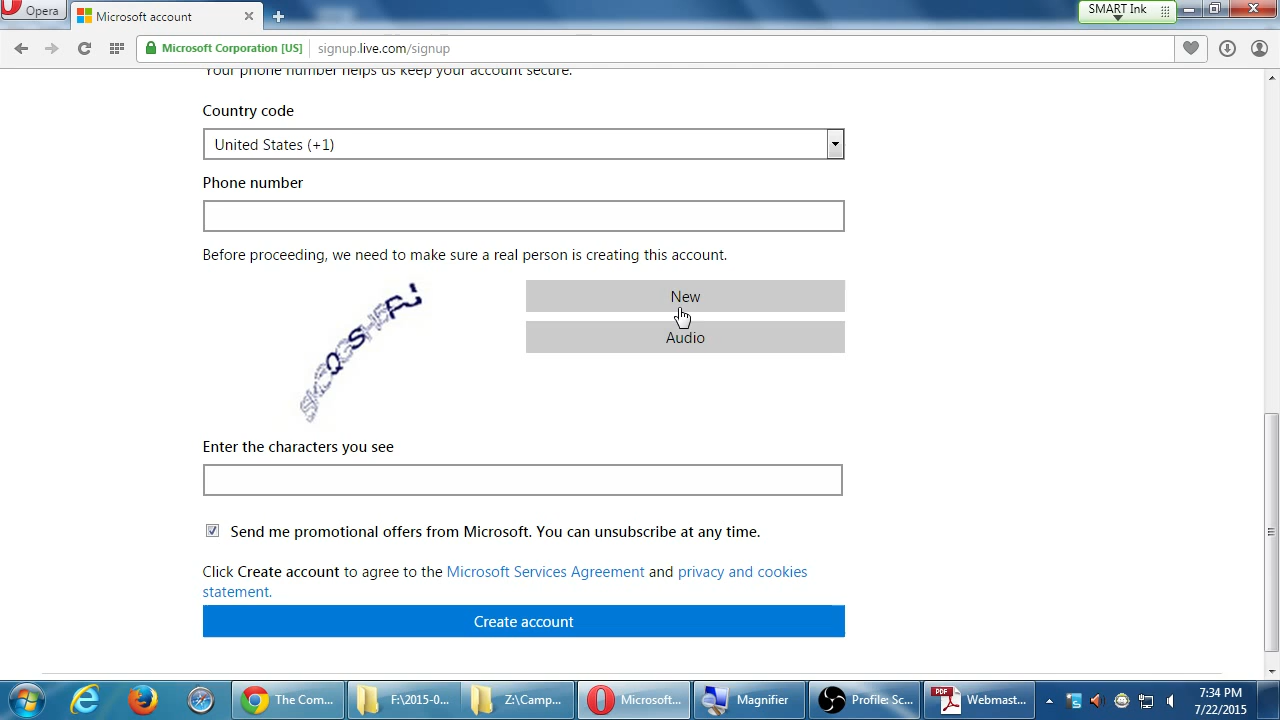 Opera
Microsoft account
SMART Ink
Microsoft Corporation [US]
signup.live.com/signup
Your phone number helps us keep your account secure.
Country code
United States (+1)
Phone number
Before proceeding, we need to make sure a real person is creating this account.
New
Audio
Enter the characters you see
Send me promotional offers from Microsoft. You can unsubscribe at any time.
Click Create account to agree to the Microsoft Services Agreement and privacy and cookies
statement.
Create account
The Com...
F:\2015-0...
Z:\Camp...
Microsoft...
Magnifier
Profile: Sc...
PDF
Webmast...
7:34 PM
7/22/2015